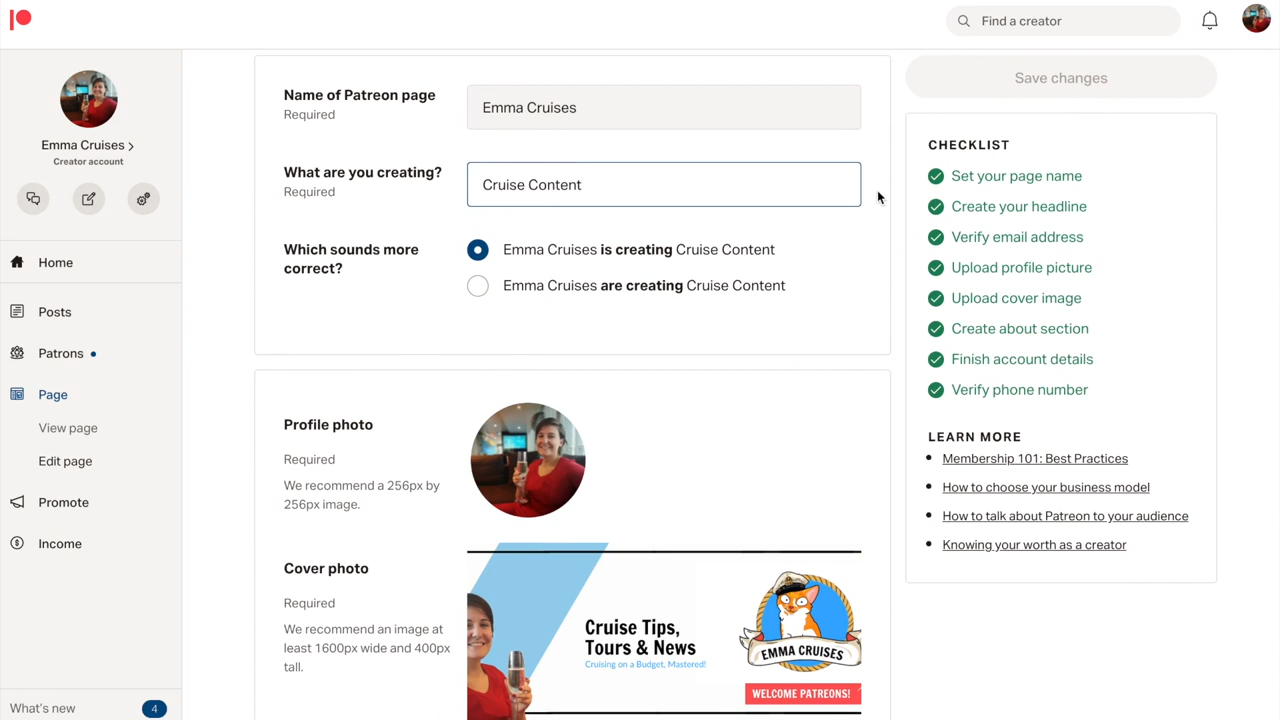 Find a creator
Emma Cruises
Creator account
Home
Posts
Patrons
Page
View page
Edit page
Promote
Income
What's new
4
Name of Patreon page
Required
Emma Cruises
What are you creating?
Required
Cruise Content
Which sounds more
correct?
Emma Cruises is creating Cruise Content
Emma Cruises are creating Cruise Content
Profile photo
Required
We recommend a 256px by
256px image.
Cover photo
Required
We recommend an image at
least 1600px wide and 400px
tall.
Cruise Tips,
Tours & News
Cruising on a Budget, Mastered!
EMMA CRUISES
WELCOME PATREONS!
Save changes
CHECKLIST
Set your page name
Create your headline
Verify email address
Upload profile picture
Upload cover image
Create about section
Finish account details
Verify phone number
LEARN MORE
Membership 101: Best Practices
How to choose your business model
How to talk about Patreon to your audience
Knowing your worth as a creator